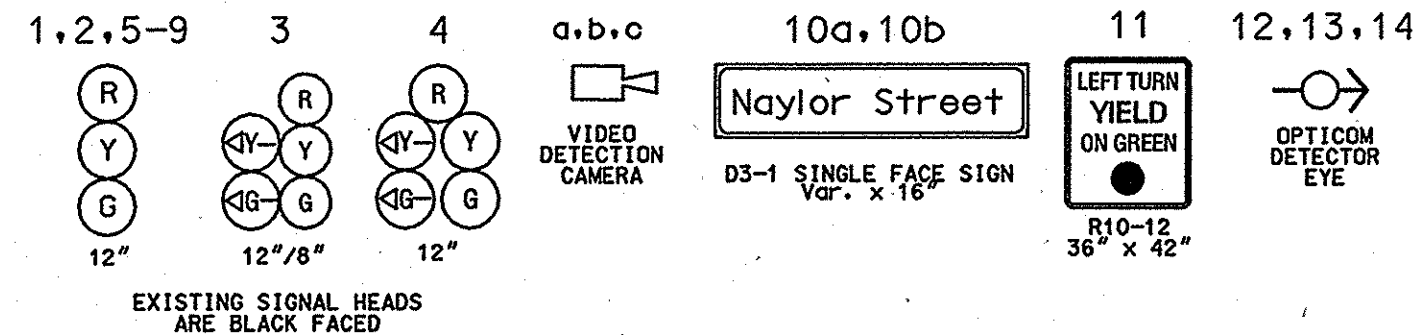 1,2,5-9
3
4
a,b,c
10a,10b
11
12,13,14
R
Y
G
12"
R
Y
Y
G
G
12"/8"
R
Y
Y
G
G
12"
EXISTING SIGNAL HEADS
ARE BLACK FACED
VIDEO
DETECTION
CAMERA
Naylor Street
D3-1 SINGLE FACE SIGN
Var. x 16"
LEFT TURN
YIELD
ON GREEN
R10-12
36" x 42"
OPTICOM
DETECTOR
EYE